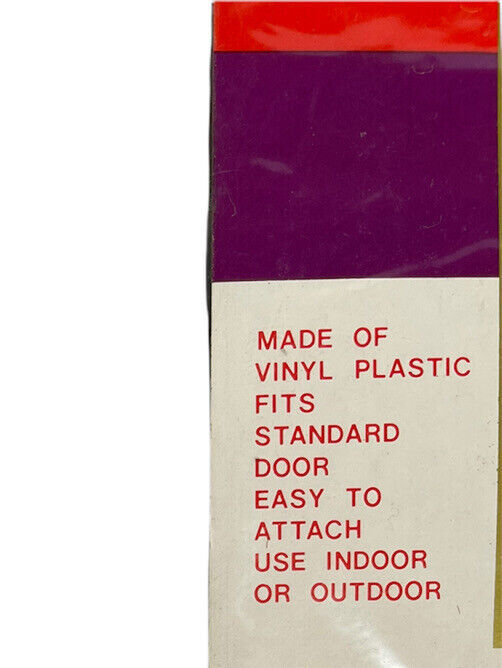 MADE OF
VINYL PLASTIC
FITS
STANDARD
DOOR
EASY TO
ATTACH
USE INDOOR
OR OUTDOOR